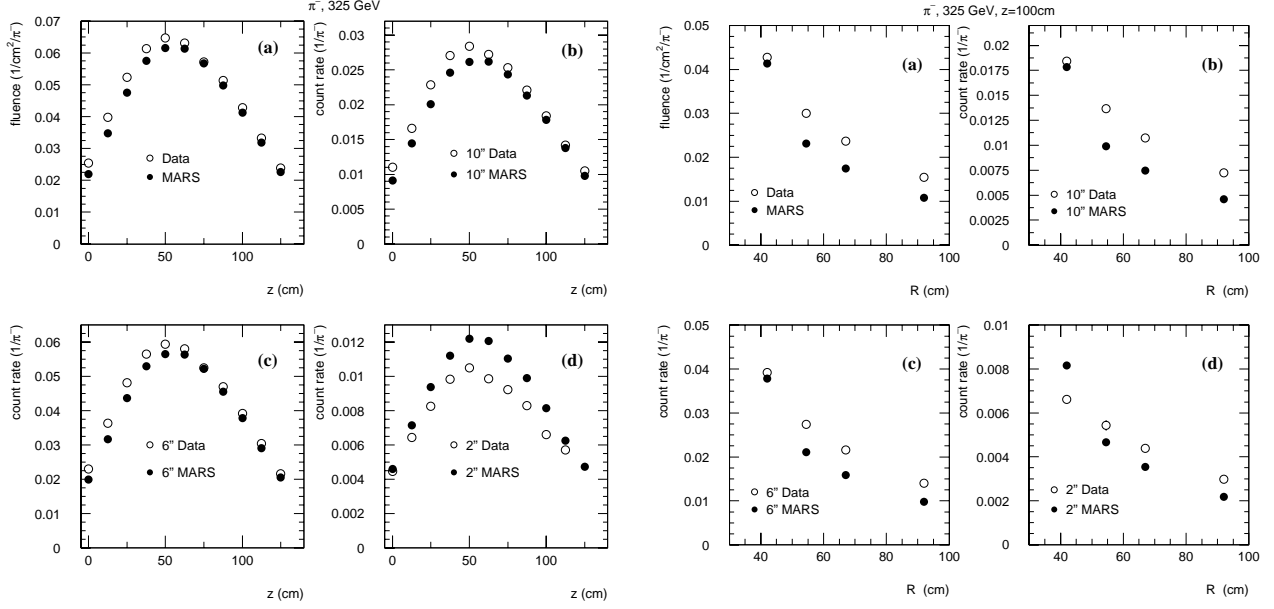 π⁻, 325 GeV
fluence (1/cm²/π⁻)
0.07
0.06
0.05
0.04
0.03
0.02
0.01
0
(a)
Data
MARS
0
50
100
z (cm)
count rate (1/π⁻)
0.03
0.025
0.02
0.015
0.01
0.005
0
(b)
10” Data
10” MARS
0
50
100
z (cm)
count rate (1/π⁻)
0.06
0.05
0.04
0.03
0.02
0.01
0
(c)
6” Data
6” MARS
0
50
100
z (cm)
count rate (1/π⁻)
0.012
0.01
0.008
0.006
0.004
0.002
0
(d)
2” Data
2” MARS
0
50
100
z (cm)
π⁻, 325 GeV, z=100cm
fluence (1/cm²/π⁻)
0.05
0.04
0.03
0.02
0.01
0
(a)
Data
MARS
40
60
80
100
R (cm)
count rate (1/π⁻)
0.02
0.0175
0.015
0.0125
0.01
0.0075
0.005
0.0025
0
(b)
10” Data
10” MARS
40
60
80
100
R (cm)
count rate (1/π⁻)
0.05
0.04
0.03
0.02
0.01
0
(c)
6” Data
6” MARS
40
60
80
100
R (cm)
count rate (1/π⁻)
0.01
0.008
0.006
0.004
0.002
0
(d)
2” Data
2” MARS
40
60
80
100
R (cm)